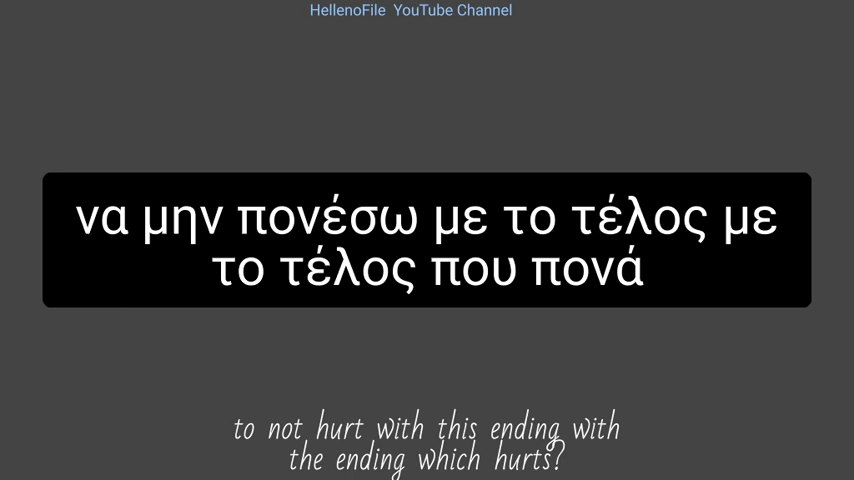 HellenoFile YouTube Channel
να μην πονέσω με το τέλος με
το τέλος που πονά
to not hurt with this ending with
the ending which hurts?